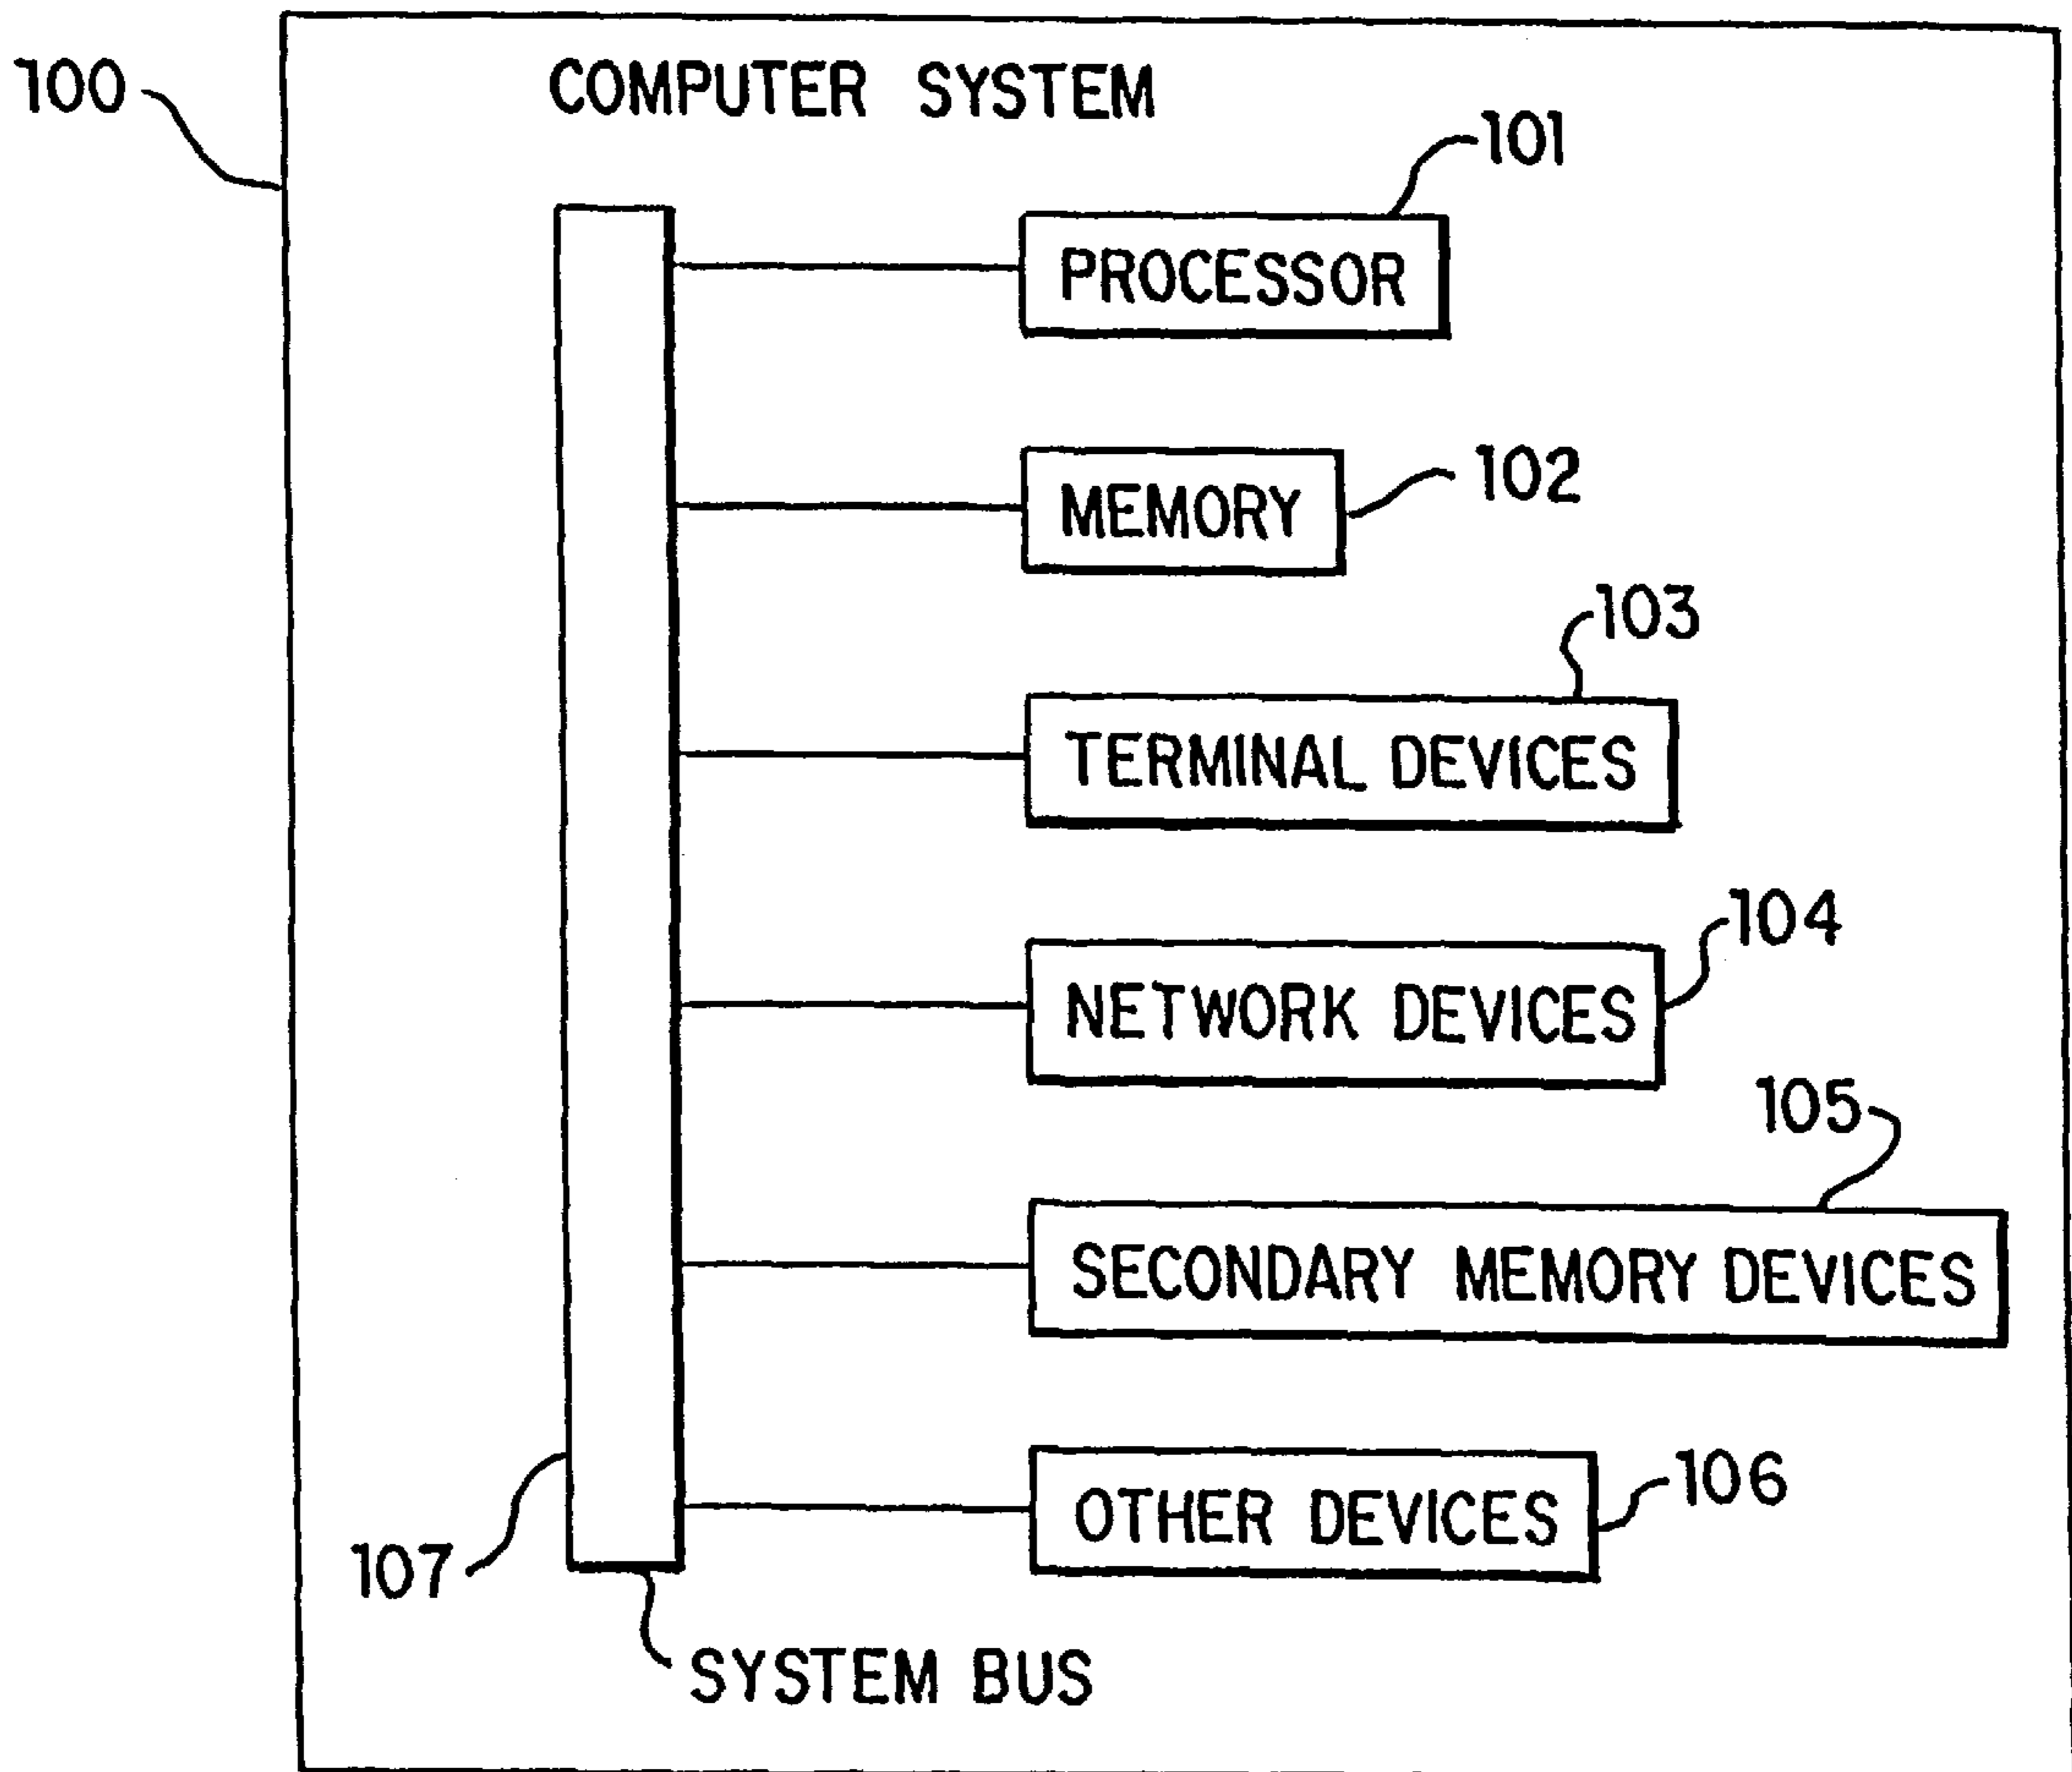 100
COMPUTER SYSTEM
101
PROCESSOR
102
MEMORY
103
TERMINAL DEVICES
104
NETWORK DEVICES
105
SECONDARY MEMORY DEVICES
106
OTHER DEVICES
107
SYSTEM BUS